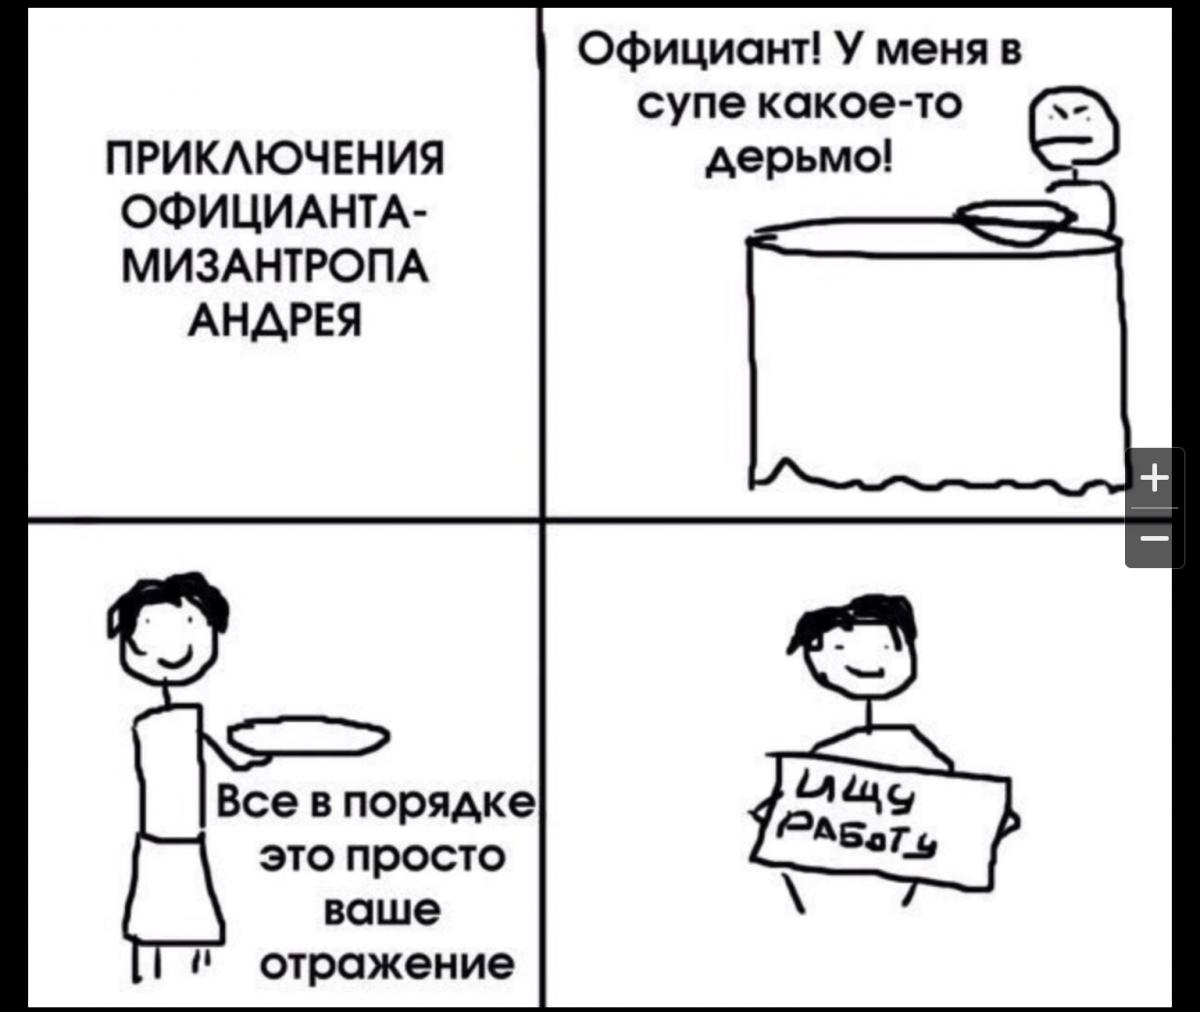 ПРИКЛЮЧЕНИЯ
ОФИЦИАНТА-
МИЗАНТРОПА
АНДРЕЯ
Официант! У меня в
супе какое-то
дерьмо!
Все в порядке
это просто
ваше
отражение
ИЩУ
РАБОТУ